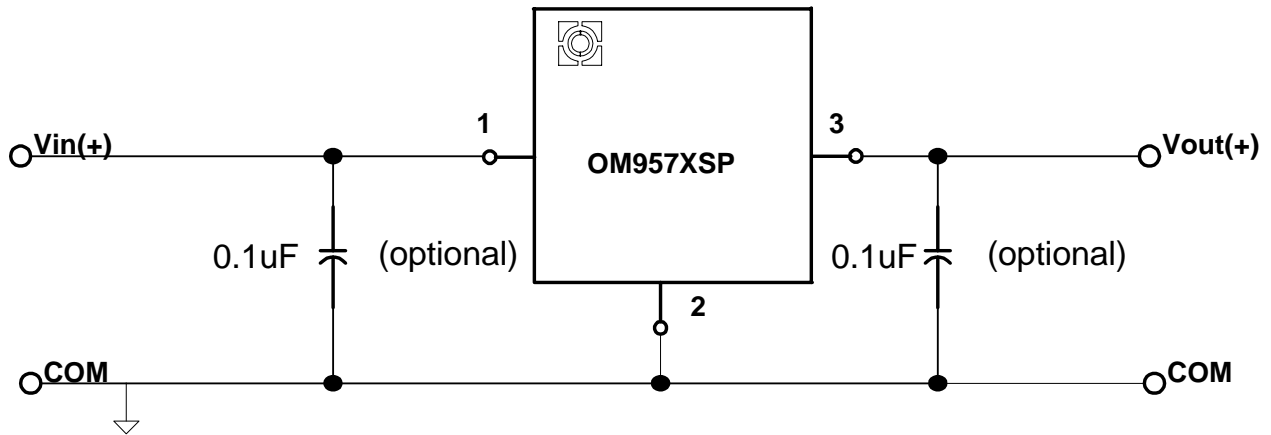 1
3
Vin(+)
OM957XSP
Vout(+)
0.1uF
(optional)
0.1uF
(optional)
2
COM
COM